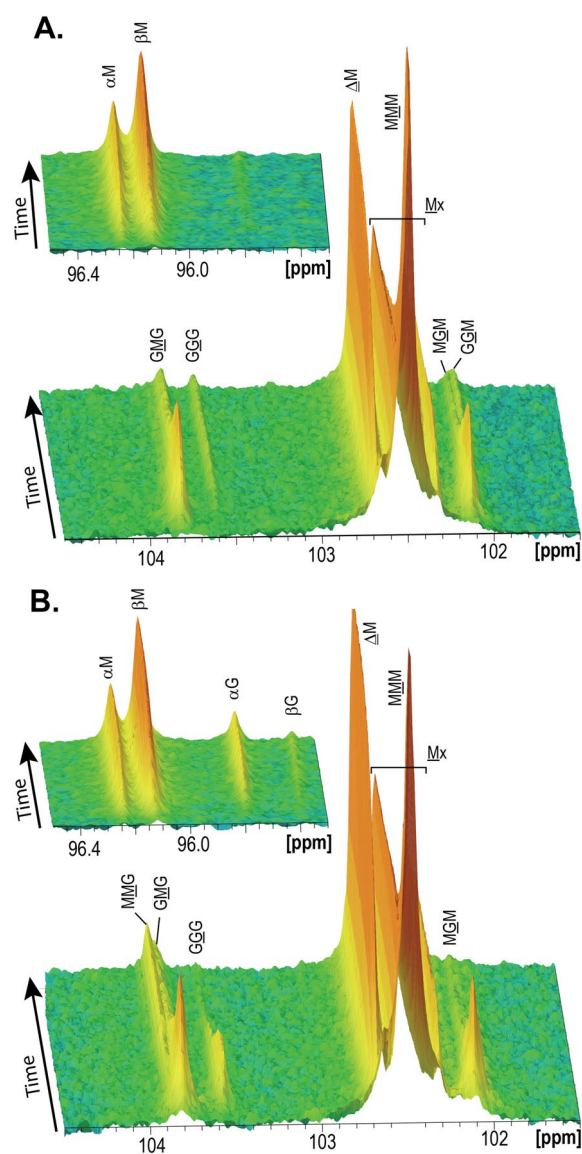 A.
αM
βM
Time
96.4
96.0
[ppm]
ΔM
MMM
Mx
GMG
GGG
MGM
GGM
Time
104
103
102
[ppm]
B.
αM
βM
αG
βG
Time
96.4
96.0
[ppm]
ΔM
MMM
Mx
MMG
GMG
GGG
MGM
Time
104
103
102
[ppm]